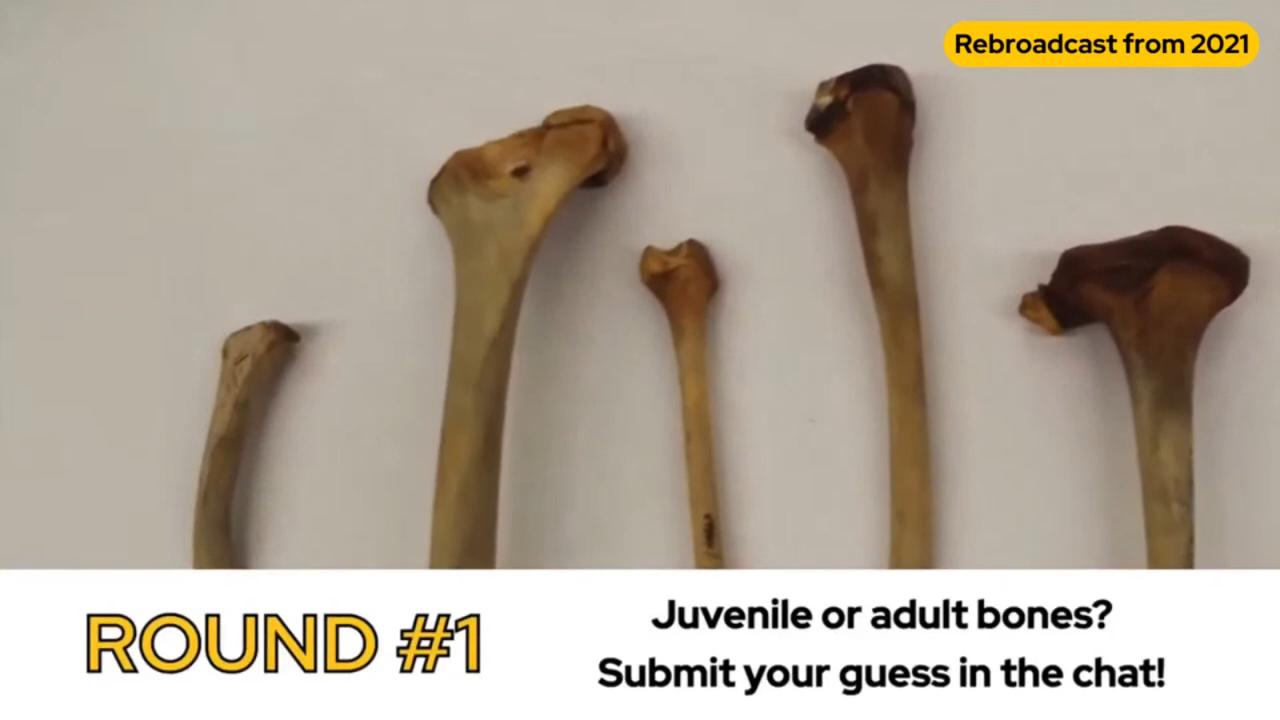 Rebroadcast from 2021
ROUND #1
Juvenile or adult bones?
Submit your guess in the chat!